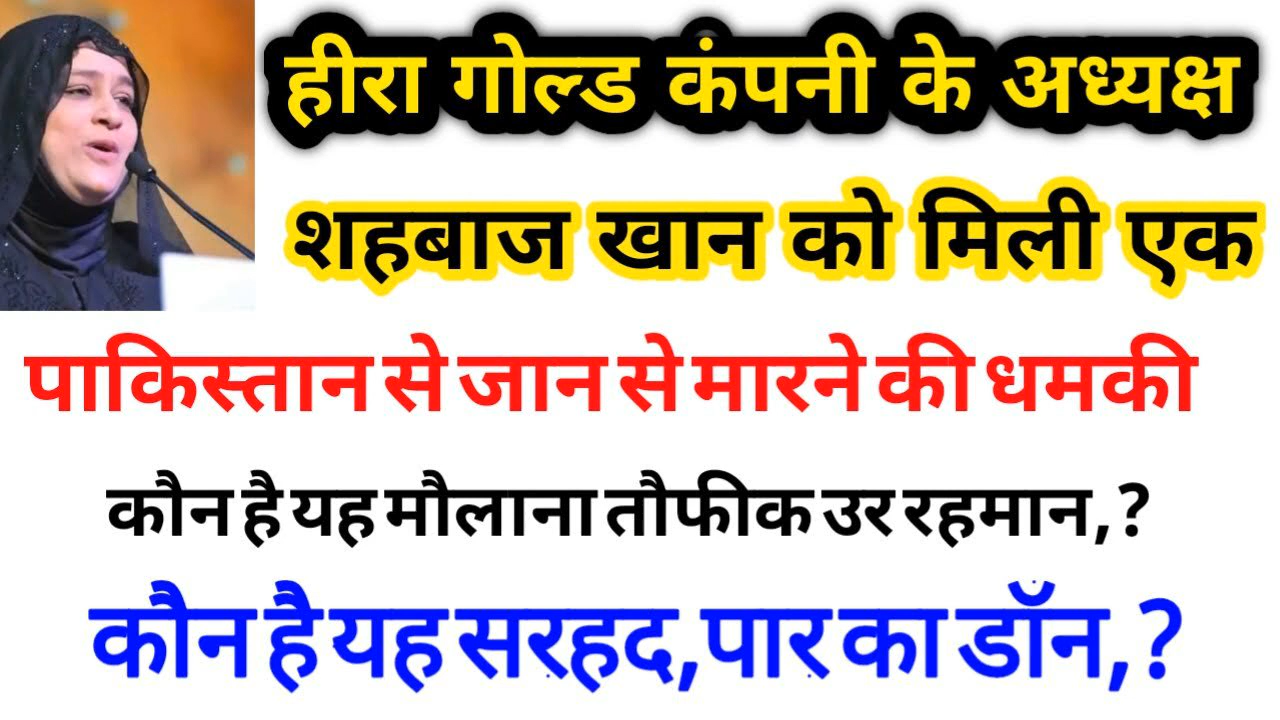 हीरा गोल्ड कंपनी के अध्यक्ष
शहबाज खान को मिली एक
पाकिस्तान से जान से मारने की धमकी
कौन है यह मौलाना तौफीक उर रहमान,?
कौन है यह सरहद,पार का डॉन,?